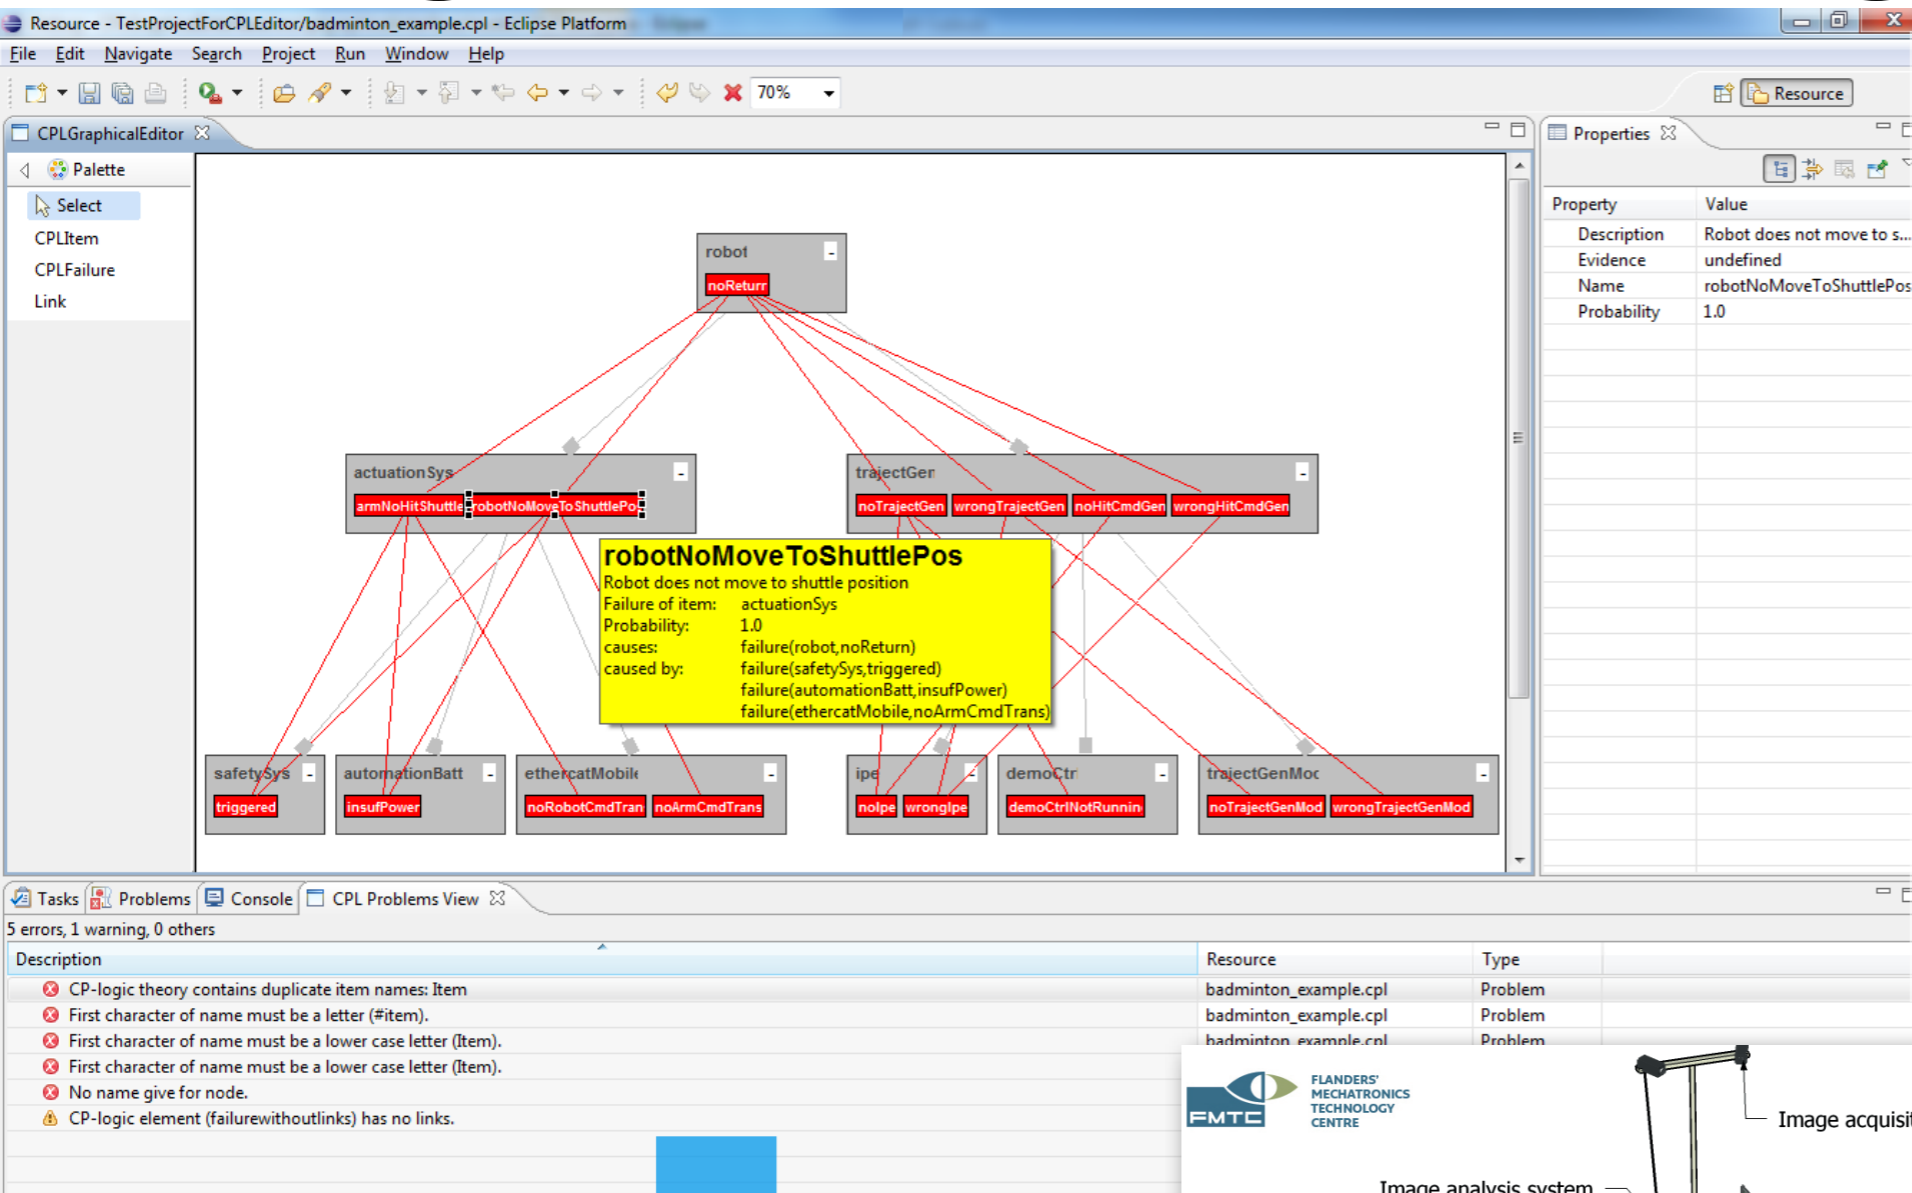 Resource - TestProjectForCPLEditor/badminton_example.cpl - Eclipse Platform
File Edit Navigate Search Project Run Window Help
70%
Resource
CPLGraphicalEditor
Properties
Palette
Select
CPLItem
CPLFailure
Link
Property Value
Description Robot does not move to s...
Evidence undefined
Name robotNoMoveToShuttlePos
Probability 1.0
robot
noReturr
actuationSys
armNoHitShuttle robotNoMoveToShuttlePos
trajectGer
noTrajectGen wrongTrajectGen noHitCmdGen wrongHitCmdGen
robotNoMoveToShuttlePos
Robot does not move to shuttle position
Failure of item: actuationSys
Probability: 1.0
causes: failure(robot,noReturn)
caused by: failure(safetySys,triggered)
failure(automationBatt,insufPower)
failure(ethercatMobile,noArmCmdTrans)
safetySys automationBatt ethercatMobile ipe demoCtrl trajectGenMoc
triggered insufPower noRobotCmdTran noArmCmdTrans noIpe wrongIpe demoCtrlNotRunnin noTrajectGenMod wrongTrajectGenMod
Tasks Problems Console CPL Problems View
5 errors, 1 warning, 0 others
Description Resource Type
CP-logic theory contains duplicate item names: Item badminton_example.cpl Problem
First character of name must be a letter (#item). badminton_example.cpl Problem
First character of name must be a lower case letter (Item). badminton_example.cpl Problem
First character of name must be a lower case letter (Item).
No name give for node.
CP-logic element (failurewithoutlinks) has no links.
FMTC
FLANDERS'
MECHATRONICS
TECHNOLOGY
CENTRE
Image acquisit
Image analysis system